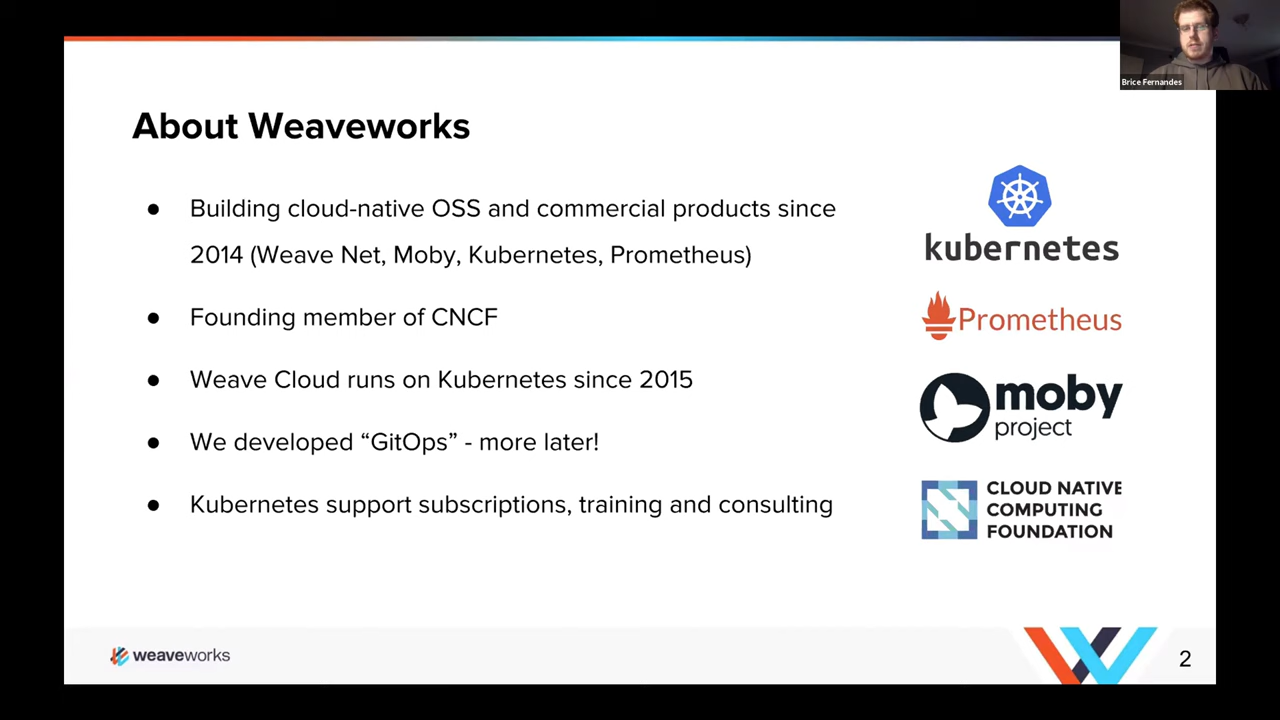 Brice Fernandes
About Weaveworks
● Building cloud-native OSS and commercial products since
2014 (Weave Net, Moby, Kubernetes, Prometheus)
● Founding member of CNCF
● Weave Cloud runs on Kubernetes since 2015
● We developed “GitOps” - more later!
● Kubernetes support subscriptions, training and consulting
kubernetes
Prometheus
moby
project
CLOUD NATIVE
COMPUTING
FOUNDATION
weaveworks
2